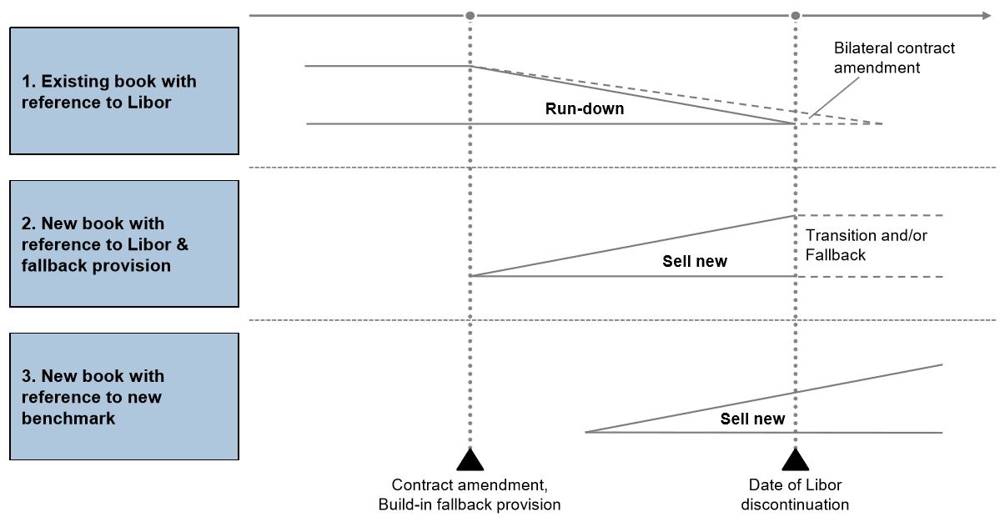 1. Existing book with
reference to Libor
Bilateral contract
amendment
Run-down
2. New book with
reference to Libor &
fallback provision
Sell new
Transition and/or
Fallback
3. New book with
reference to new
benchmark
Sell new
Contract amendment,
Build-in fallback provision
Date of Libor
discontinuation